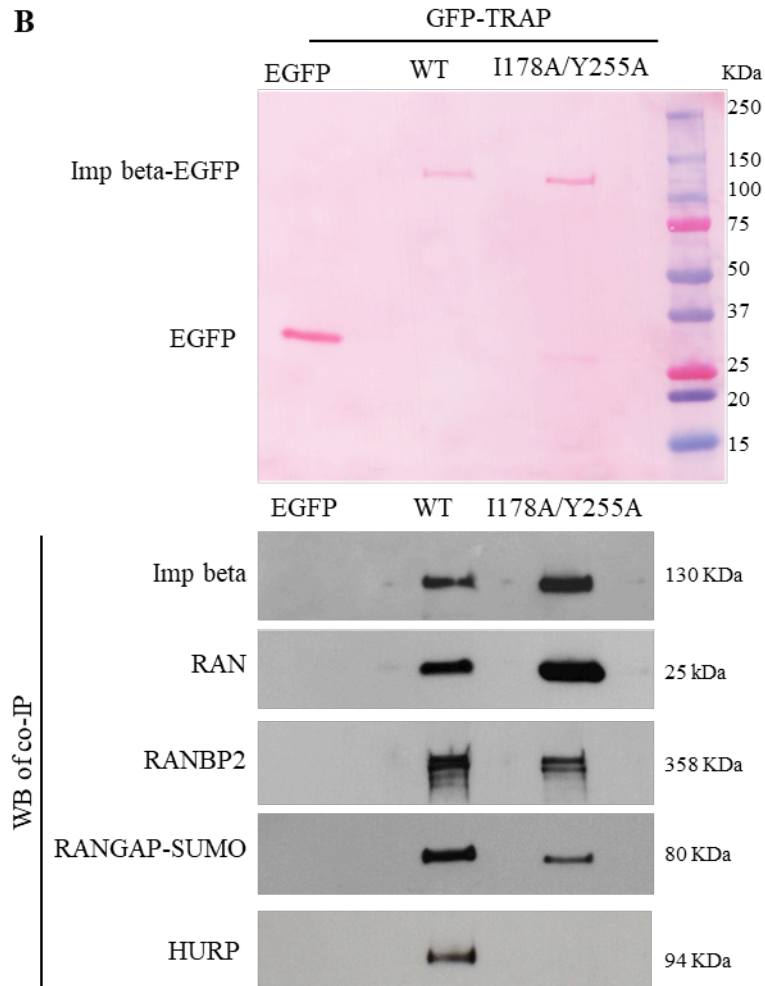 B
GFP-TRAP
EGFP WT I178A/Y255A KDa
250
Imp beta-EGFP
150
100
75
50
37
EGFP
25
20
15
EGFP WT I178A/Y255A
WB of co-IP
Imp beta 130 KDa
RAN 25 kDa
RANBP2 358 KDa
RANGAP-SUMO 80 KDa
HURP 94 KDa